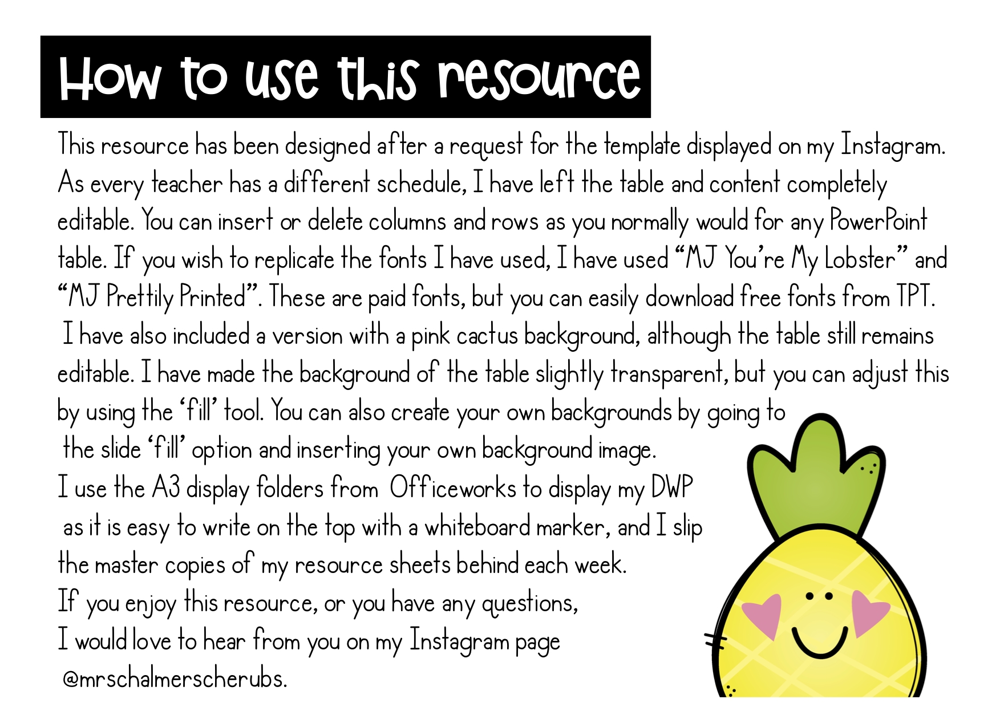 How to use this resource
This resource has been designed after a request for the template displayed on my Instagram.
As every teacher has a different schedule, I have left the table and content completely
editable. You can insert or delete columns and rows as you normally would for any PowerPoint
table. If you wish to replicate the fonts I have used, I have used “MJ You’re My Lobster” and
“MJ Prettily Printed”. These are paid fonts, but you can easily download free fonts from TPT.
I have also included a version with a pink cactus background, although the table still remains
editable. I have made the background of the table slightly transparent, but you can adjust this
by using the ‘fill’ tool. You can also create your own backgrounds by going to
the slide ‘fill’ option and inserting your own background image.
I use the A3 display folders from Officeworks to display my DWP
as it is easy to write on the top with a whiteboard marker, and I slip
the master copies of my resource sheets behind each week.
If you enjoy this resource, or you have any questions,
I would love to hear from you on my Instagram page
@mrschalmerscherubs.